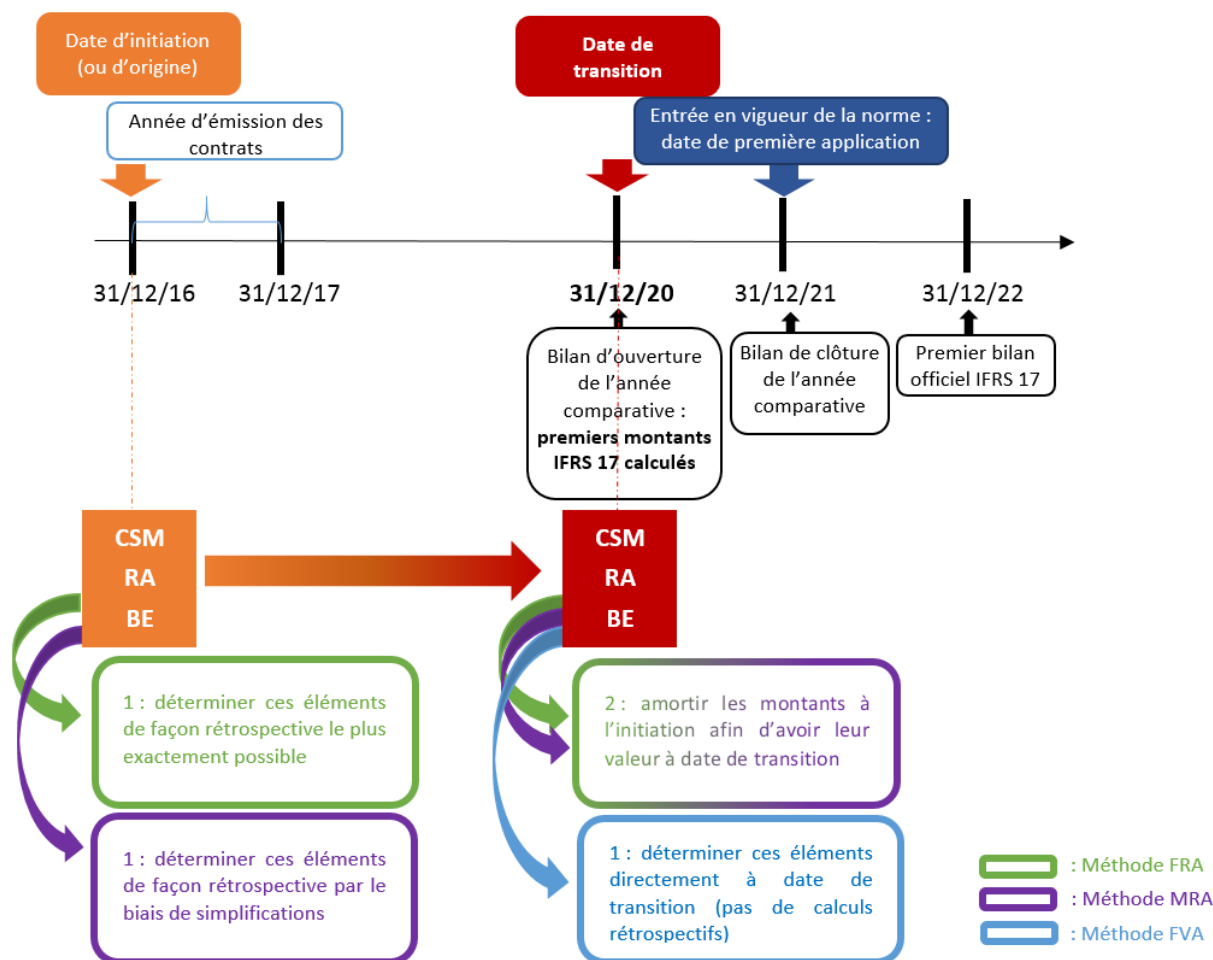 Date d’initiation
(ou d’origine)
Date de
transition
Année d’émission des
contrats
Entrée en vigueur de la norme :
date de première application
31/12/16
31/12/17
31/12/20
31/12/21
31/12/22
Bilan d’ouverture
de l’année
comparative :
premiers montants
IFRS 17 calculés
Bilan de clôture
de l’année
comparative
Premier bilan
officiel IFRS 17
CSM
RA
BE
CSM
RA
BE
1 : déterminer ces éléments
de façon rétrospective le plus
exactement possible
2 : amortir les montants à
l’initiation afin d’avoir leur
valeur à date de transition
1 : déterminer ces éléments
de façon rétrospective par le
biais de simplifications
1 : déterminer ces éléments
directement à date de
transition (pas de calculs
rétrospectifs)
: Méthode FRA
: Méthode MRA
: Méthode FVA